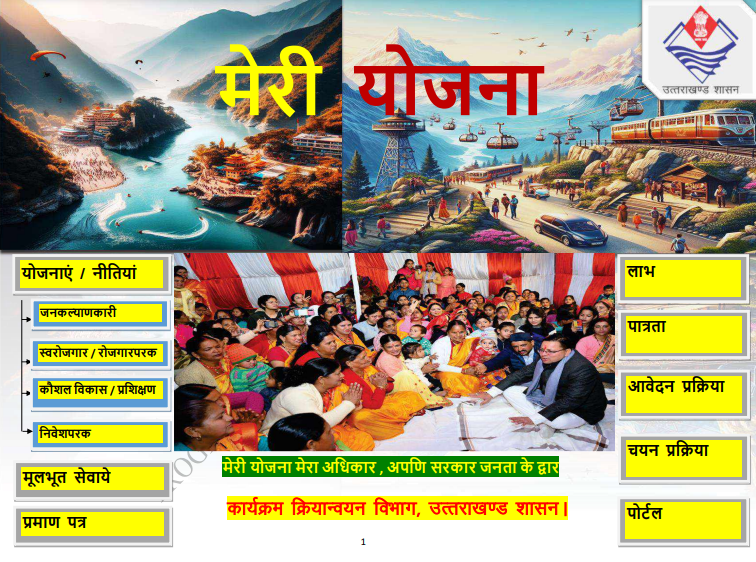 मेरी योजना
उत्तराखण्ड शासन
योजनाएं / नीतियां
जनकल्याणकारी
स्वरोजगार / रोजगारपरक
कौशल विकास / प्रशिक्षण
निवेशपरक
मूलभूत सेवाये
प्रमाण पत्र
लाभ
पात्रता
आवेदन प्रक्रिया
चयन प्रक्रिया
पोर्टल
मेरी योजना मेरा अधिकार , अपणि सरकार जनता के द्वार
कार्यक्रम क्रियान्वयन विभाग, उत्तराखण्ड शासन।
1